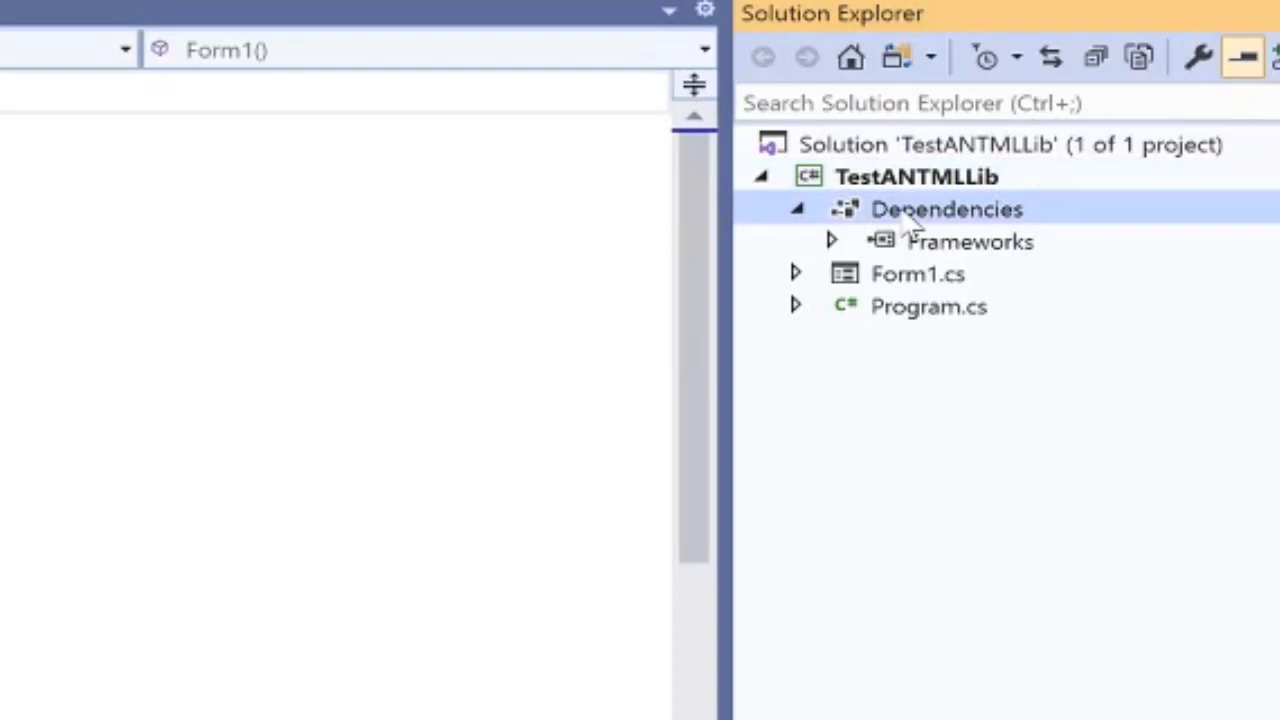 Solution Explorer
Form1()
Search Solution Explorer (Ctrl+;)
Solution 'TestANTMLLib' (1 of 1 project)
C# TestANTMLLib
Dependencies
Frameworks
Form1.cs
C# Program.cs